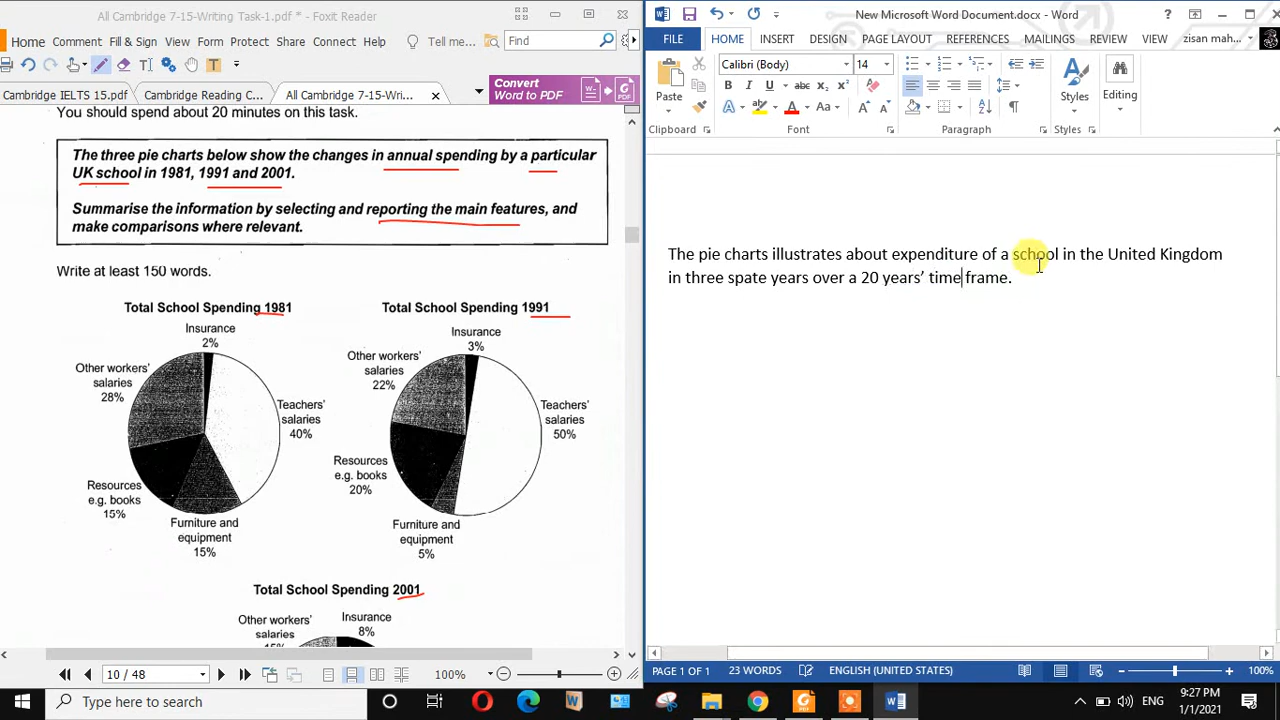 All Cambridge 7-15-Writing Task-1.pdf * - Foxit Reader
New Microsoft Word Document.docx - Word
Home Comment Fill & Sign View Form Protect Share Connect Help Tell me... Find
FILE HOME INSERT DESIGN PAGE LAYOUT REFERENCES MAILINGS REVIEW VIEW zisan mah...
Calibri (Body) 14
Paste
B I U abc X₂ X² Aa
Styles Editing
Clipboard Font Paragraph Styles
Convert
Word to PDF
Cambridge IELTS 15.pdf Cambridge Reading c... All Cambridge 7-15-Wri...
You should spend about 20 minutes on this task.
The three pie charts below show the changes in annual spending by a particular
UK school in 1981, 1991 and 2001.
Summarise the information by selecting and reporting the main features, and
make comparisons where relevant.
Write at least 150 words.
Total School Spending 1981
Insurance
2%
Other workers'
salaries
28%
Teachers'
salaries
40%
Resources
e.g. books
15%
Furniture and
equipment
15%
Total School Spending 1991
Insurance
3%
Other workers'
salaries
22%
Teachers'
salaries
50%
Resources
e.g. books
20%
Furniture and
equipment
5%
Total School Spending 2001
Other workers'
salaries
Insurance
8%
The pie charts illustrates about expenditure of a school in the United Kingdom
in three spate years over a 20 years' time frame.
10 / 48 100%
PAGE 1 OF 1 23 WORDS ENGLISH (UNITED STATES) 100%
Type here to search
ENG
9:27 PM
1/1/2021